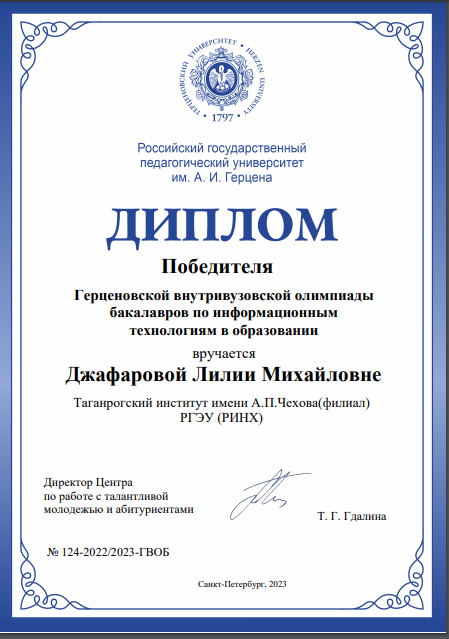 ГЕРЦЕНОВСКИЙ УНИВЕРСИТЕТ • HERZEN UNIVERSITY
• 1797 •
Российский государственный
педагогический университет
им. А. И. Герцена
ДИПЛОМ
Победителя
Герценовской внутривузовской олимпиады
бакалавров по информационным
технологиям в образовании
вручается
Джафаровой Лилии Михайловне
Таганрогский институт имени А.П.Чехова(филиал)
РГЭУ (РИНХ)
Директор Центра
по работе с талантливой
молодежью и абитуриентами
Т. Г. Гдалина
№ 124-2022/2023-ГВОБ
Санкт-Петербург, 2023